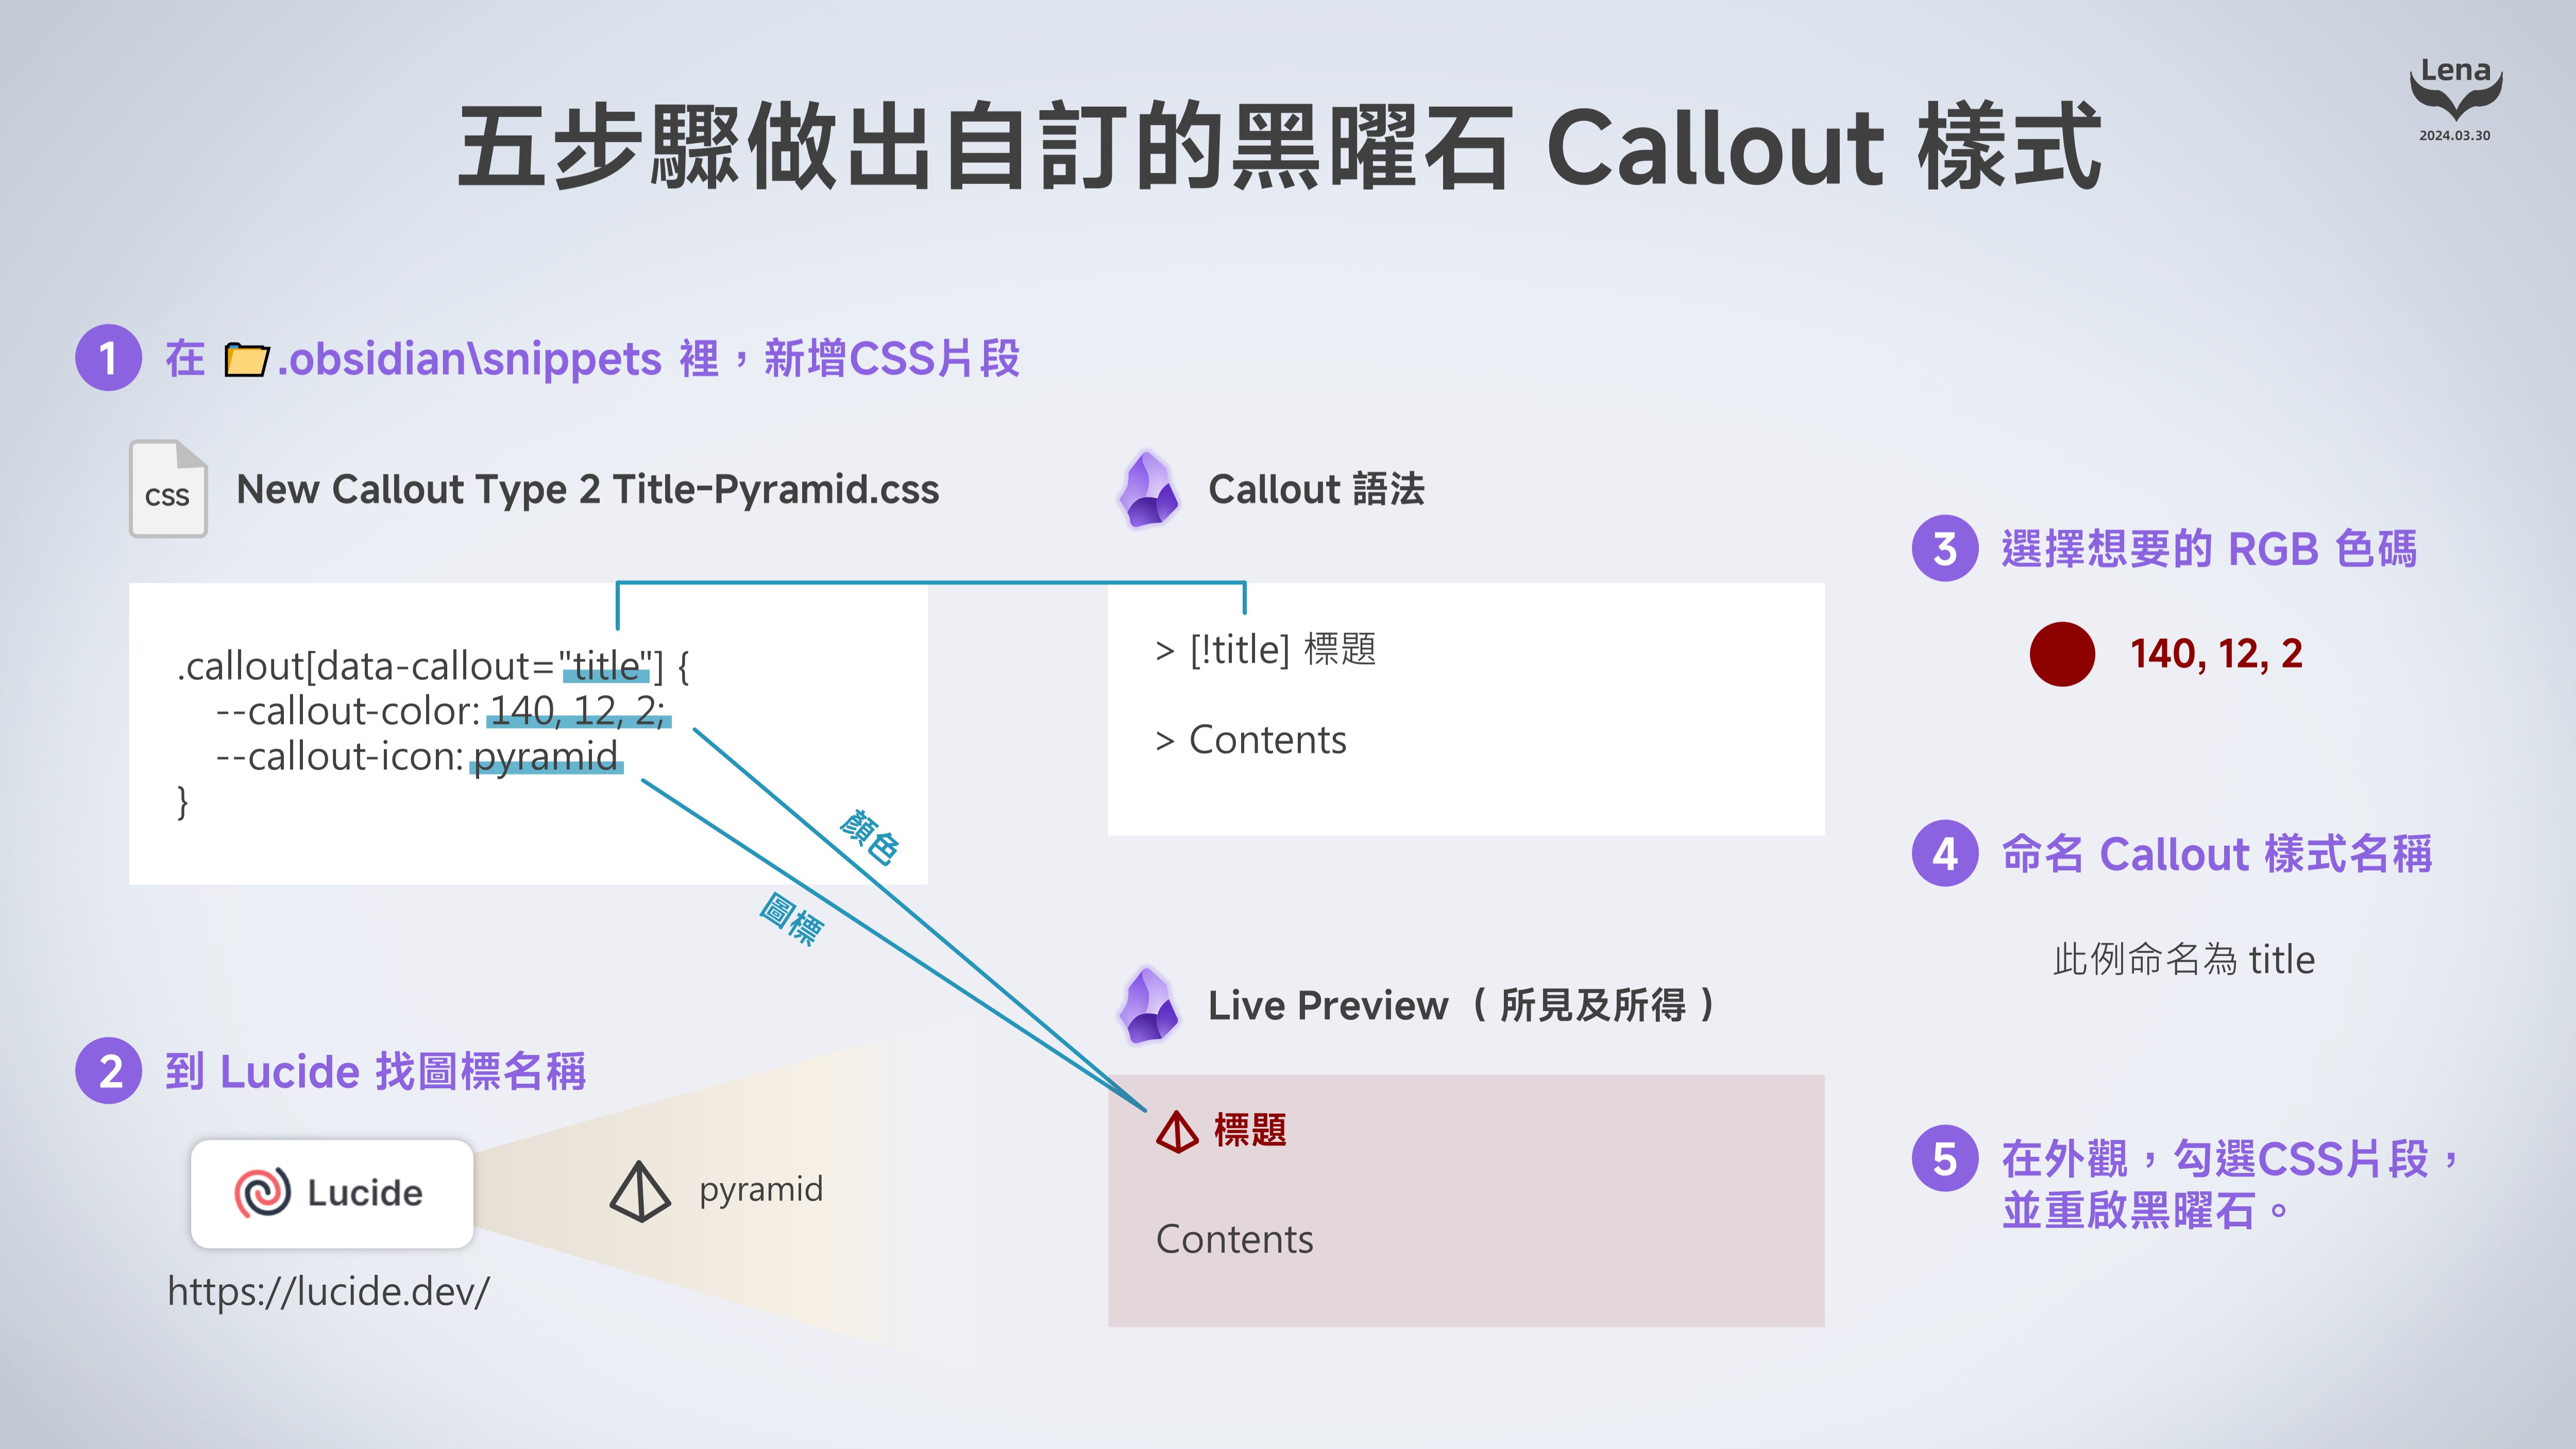 五步驟做出自訂的黑曜石 Callout 樣式
Lena
2024.03.30
1 在 .obsidian\snippets 裡，新增CSS片段
CSS
New Callout Type 2 Title-Pyramid.css
.callout[data-callout="title"] {
--callout-color: 140, 12, 2;
--callout-icon: pyramid
}
顏色
圖標
2 到 Lucide 找圖標名稱
Lucide
pyramid
https://lucide.dev/
Callout 語法
> [!title] 標題
> Contents
Live Preview （所見及所得）
標題
Contents
3 選擇想要的 RGB 色碼
140, 12, 2
4 命名 Callout 樣式名稱
此例命名為 title
5 在外觀，勾選CSS片段，
並重啟黑曜石。